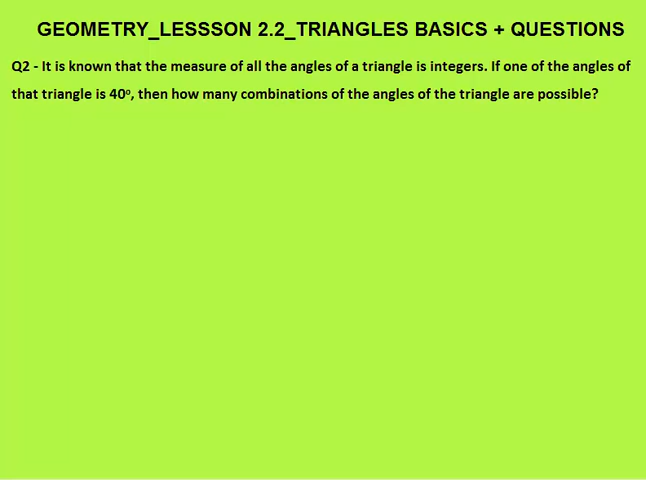 GEOMETRY_LESSSON 2.2_TRIANGLES BASICS + QUESTIONS
Q2 - It is known that the measure of all the angles of a triangle is integers. If one of the angles of
that triangle is 40º, then how many combinations of the angles of the triangle are possible?